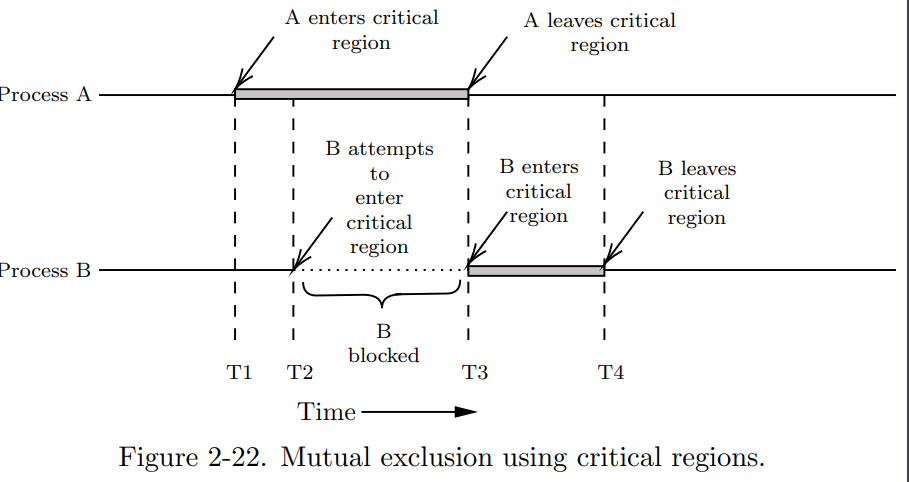 A enters critical
region
A leaves critical
region
Process A
B attempts
to
enter
critical
region
B enters
critical
region
B leaves
critical
region
Process B
B
blocked
T1
T2
T3
T4
Time
Figure 2-22. Mutual exclusion using critical regions.